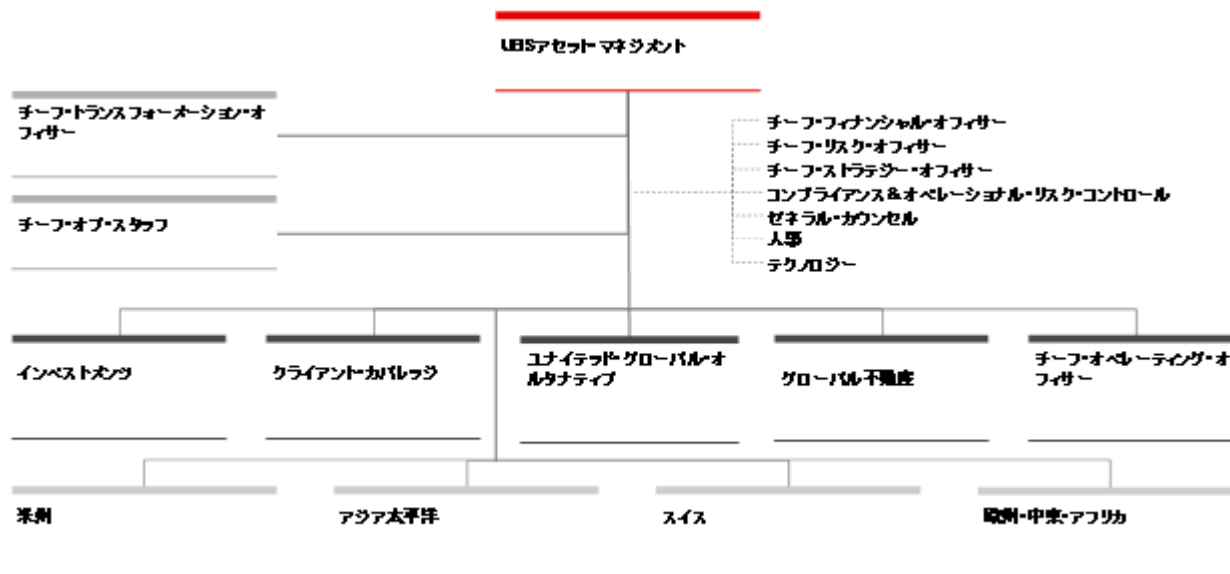 UBSアセット・マネジメント
チーフ・トランスフォーメーション・オ
フィサー
チーフ・フィナンシャル・オフィサー
チーフ・リスク・オフィサー
チーフ・ストラテジー・オフィサー
コンプライアンス&オペレーショナル・リスク・コントロール
ゼネラル・カウンセル
人事
テクノロジー
チーフ・オブ・スタッフ
インベストメンツ
クライアント・カバレッジ
ユナイテッド・グローバル・オ
ルタナティブ
グローバル不動産
チーフ・オペレーティング・オ
フィサー
米州
アジア太平洋
スイス
欧州・中東・アフリカ